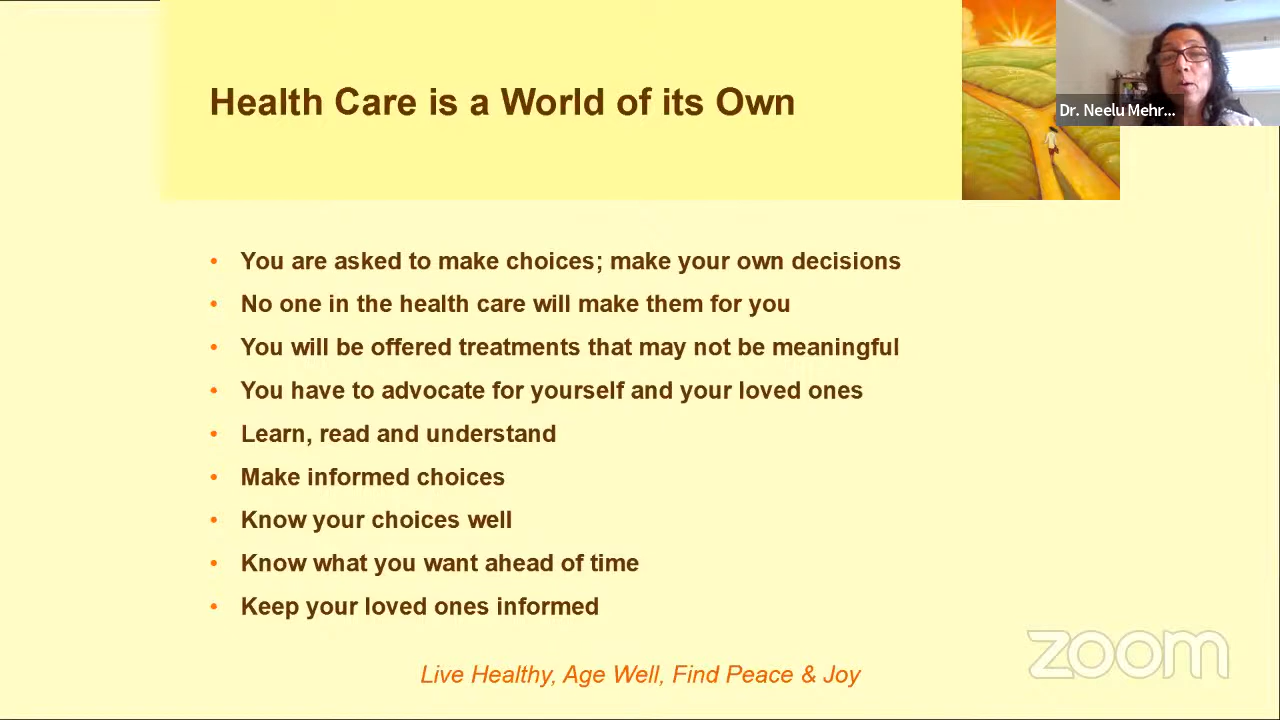 Health Care is a World of its Own
Dr. Neelu Mehr...
• You are asked to make choices; make your own decisions
• No one in the health care will make them for you
• You will be offered treatments that may not be meaningful
• You have to advocate for yourself and your loved ones
• Learn, read and understand
• Make informed choices
• Know your choices well
• Know what you want ahead of time
• Keep your loved ones informed
Live Healthy, Age Well, Find Peace & Joy
zoom